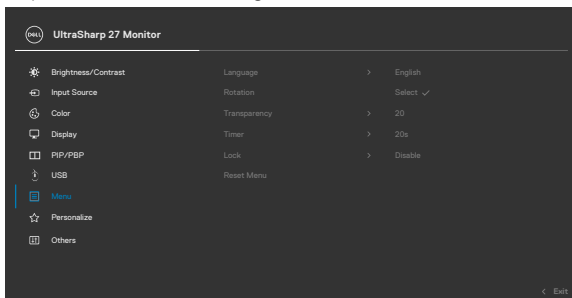 DELL UltraSharp 27 Monitor
Brightness/Contrast Language > English
Input Source Rotation Select ✓
Color Transparency > 20
Display Timer > 20s
PIP/PBP Lock > Disable
USB Reset Menu
Menu
Personalize
Others
< Exit